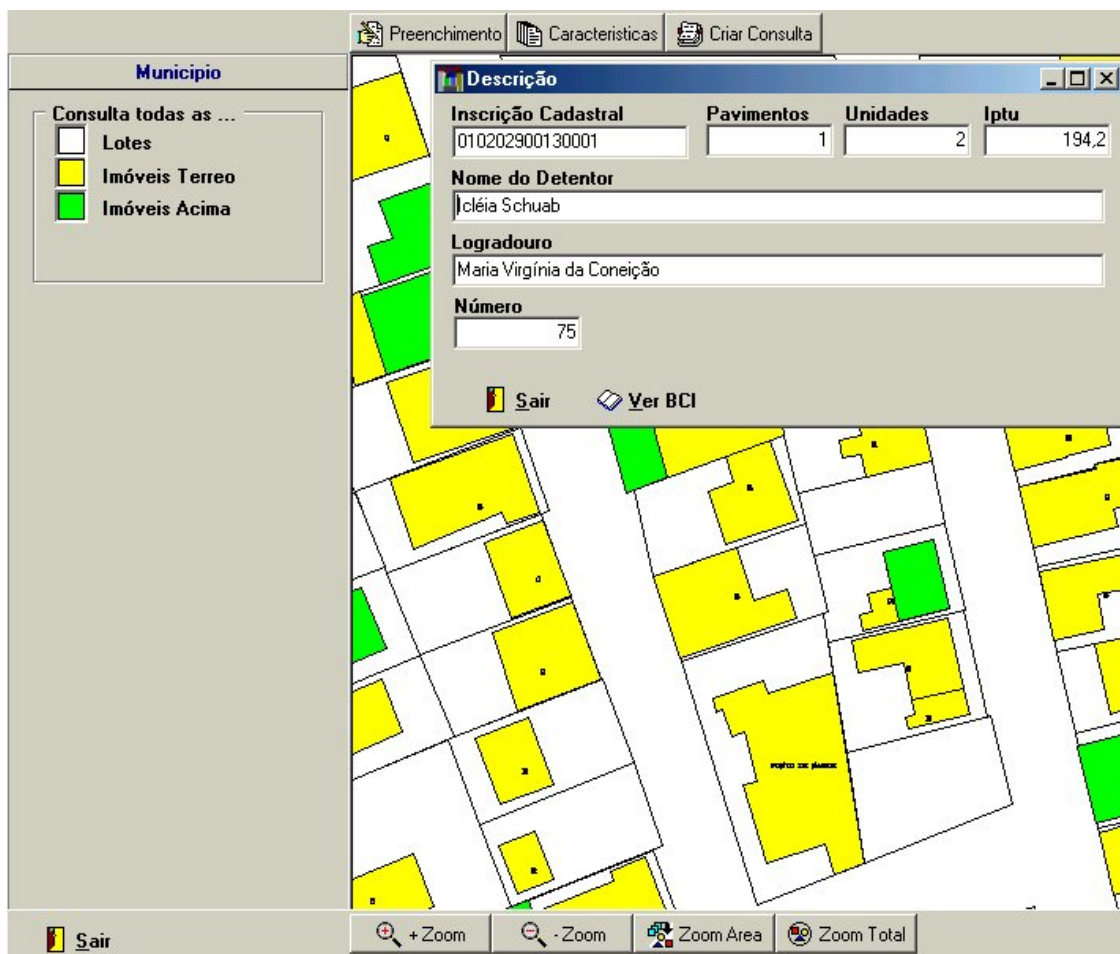 Preenchimento Caracteristicas Criar Consulta
Municipio
Consulta todas as ...
Lotes
Imóveis Terreo
Imóveis Acima
Descrição
Inscrição Cadastral Pavimentos Unidades Iptu
010202900130001 1 2 194,2
Nome do Detentor
Icléia Schuab
Logradouro
Maria Virgínia da Coneição
Número
75
Sair Ver BCI
Sair
+Zoom - Zoom Zoom Area Zoom Total